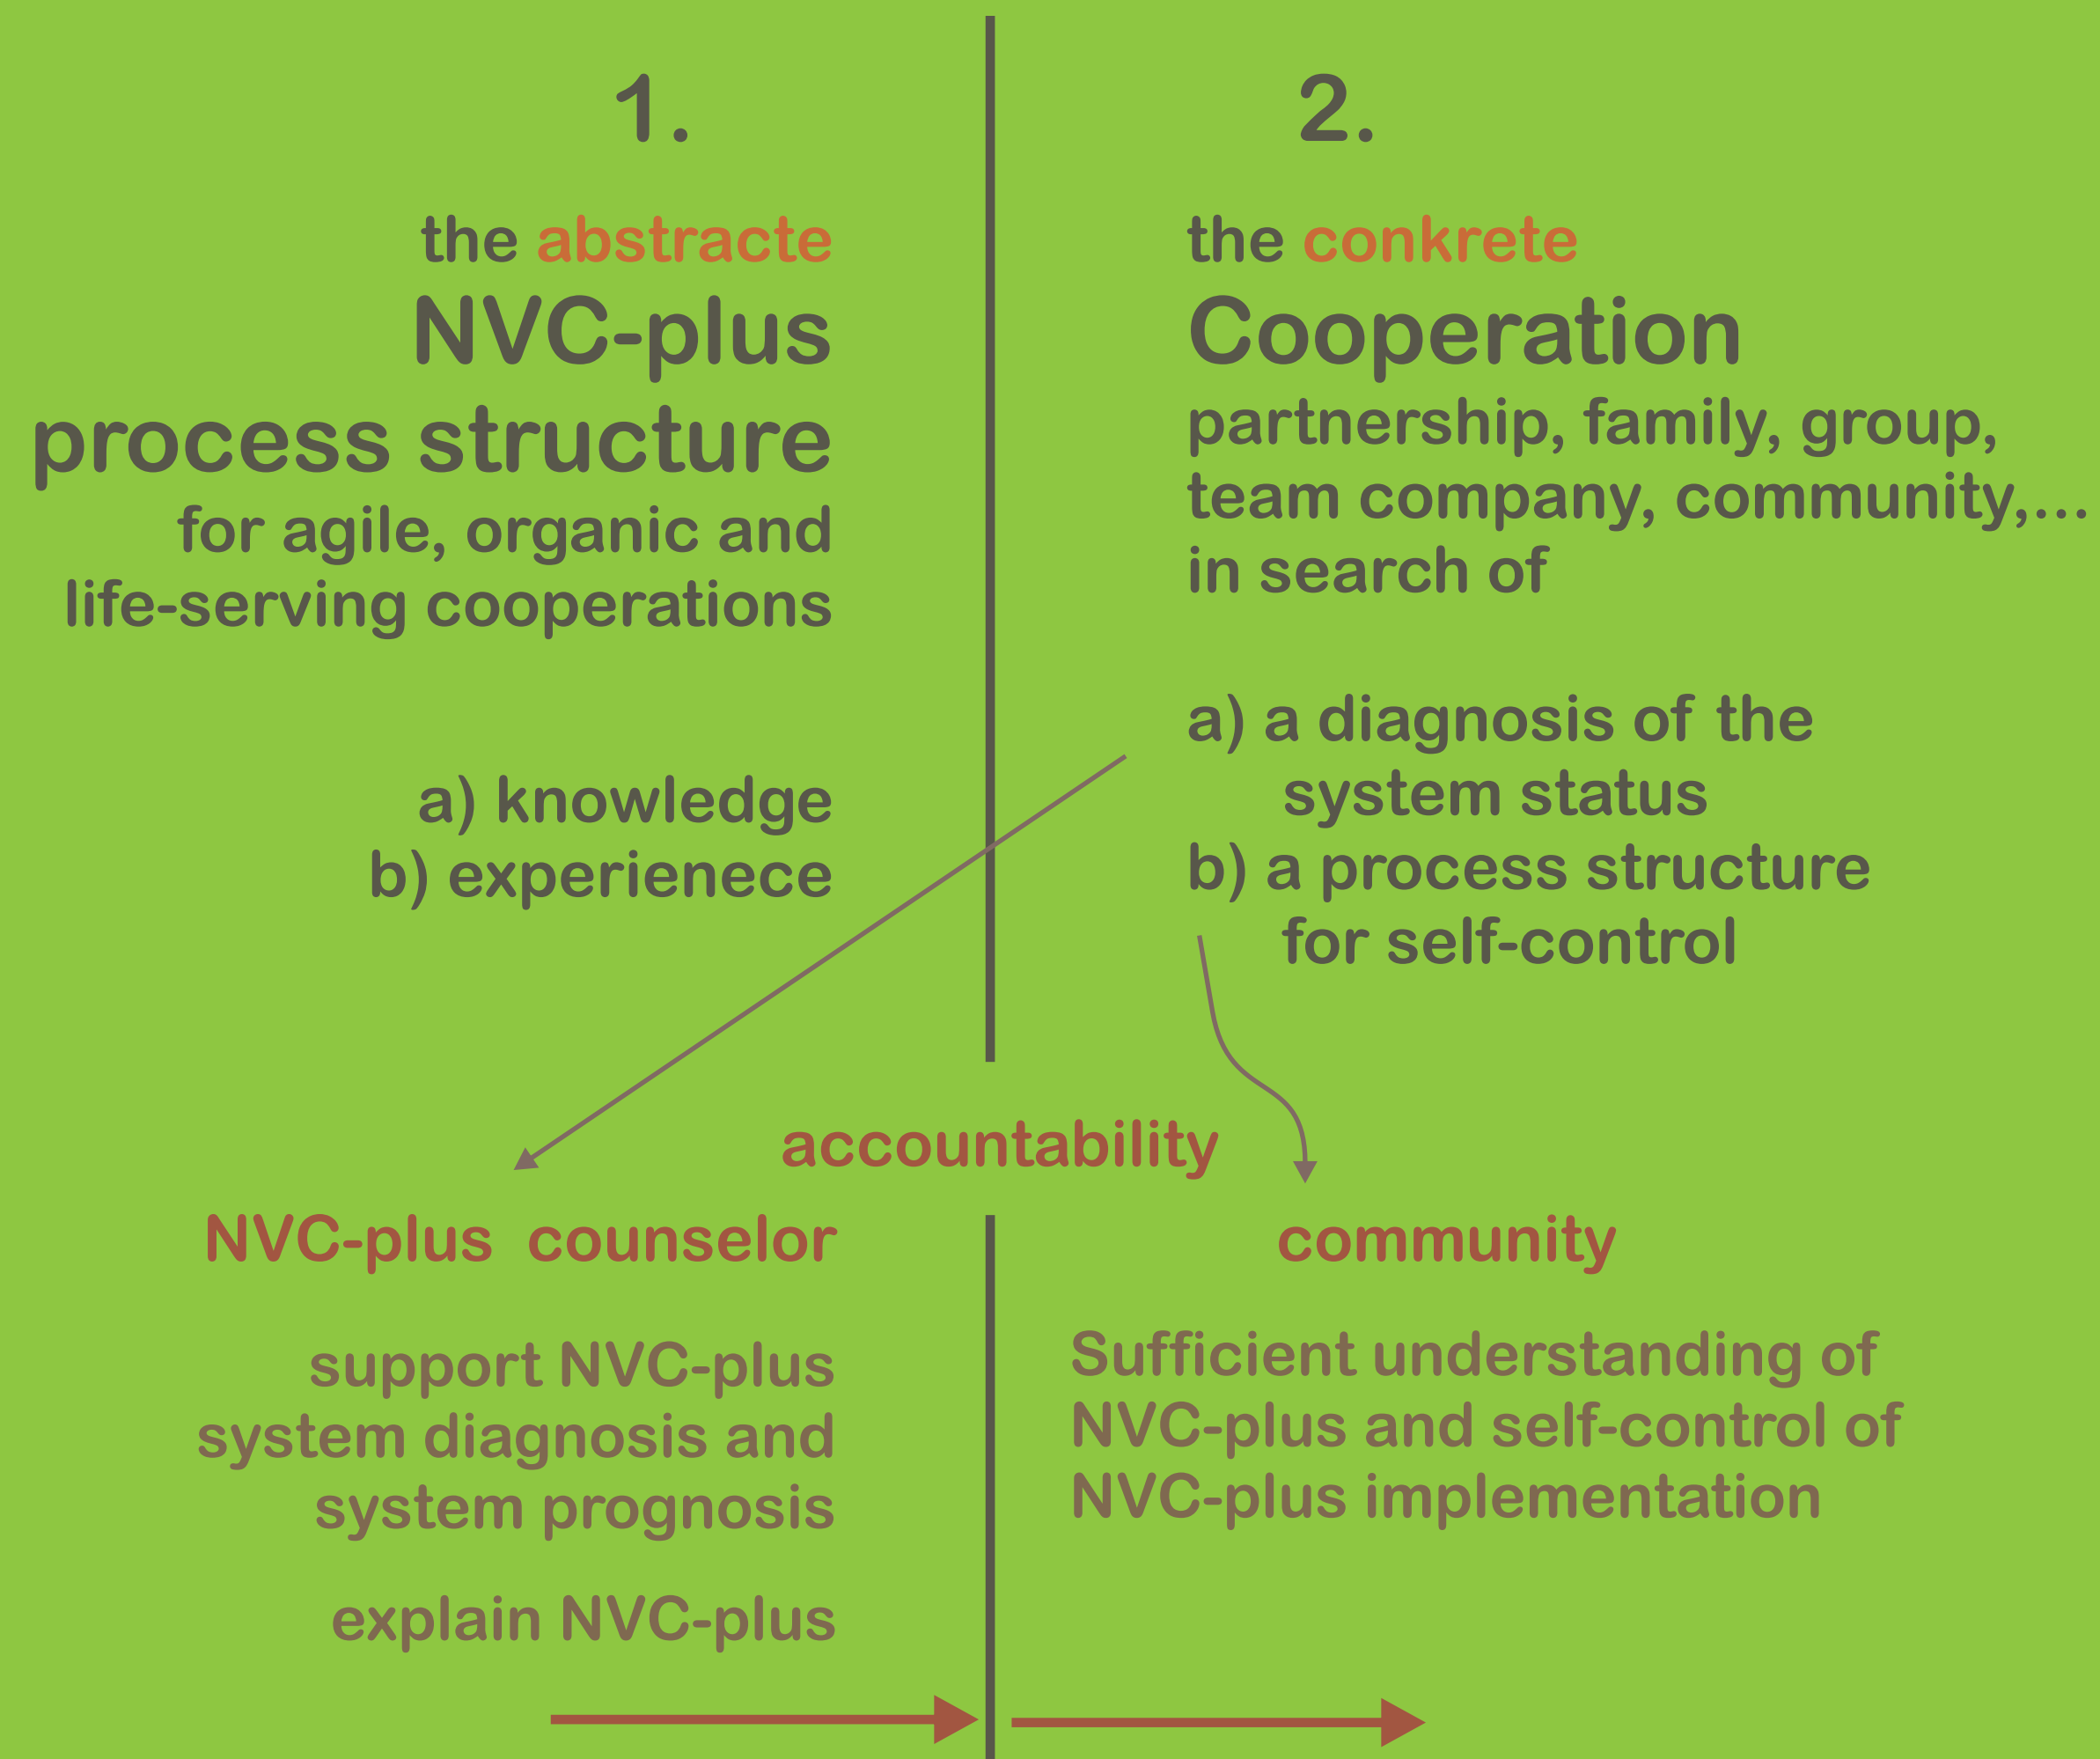 1.
the abstracte
NVC-plus
process structure
for agile, organic and
life-serving cooperations
a) knowledge
b) experience
2.
the conkrete
Cooperation
partnership, family, group,
team company, community,...
in search of
a) a diagnosis of the
system status
b) a process structure
for self-control
accountability
NVC-plus counselor
support NVC-plus
system diagnosis and
system prognosis
explain NVC-plus
community
Sufficient understanding of
NVC-plus and self-control of
NVC-plus implementation